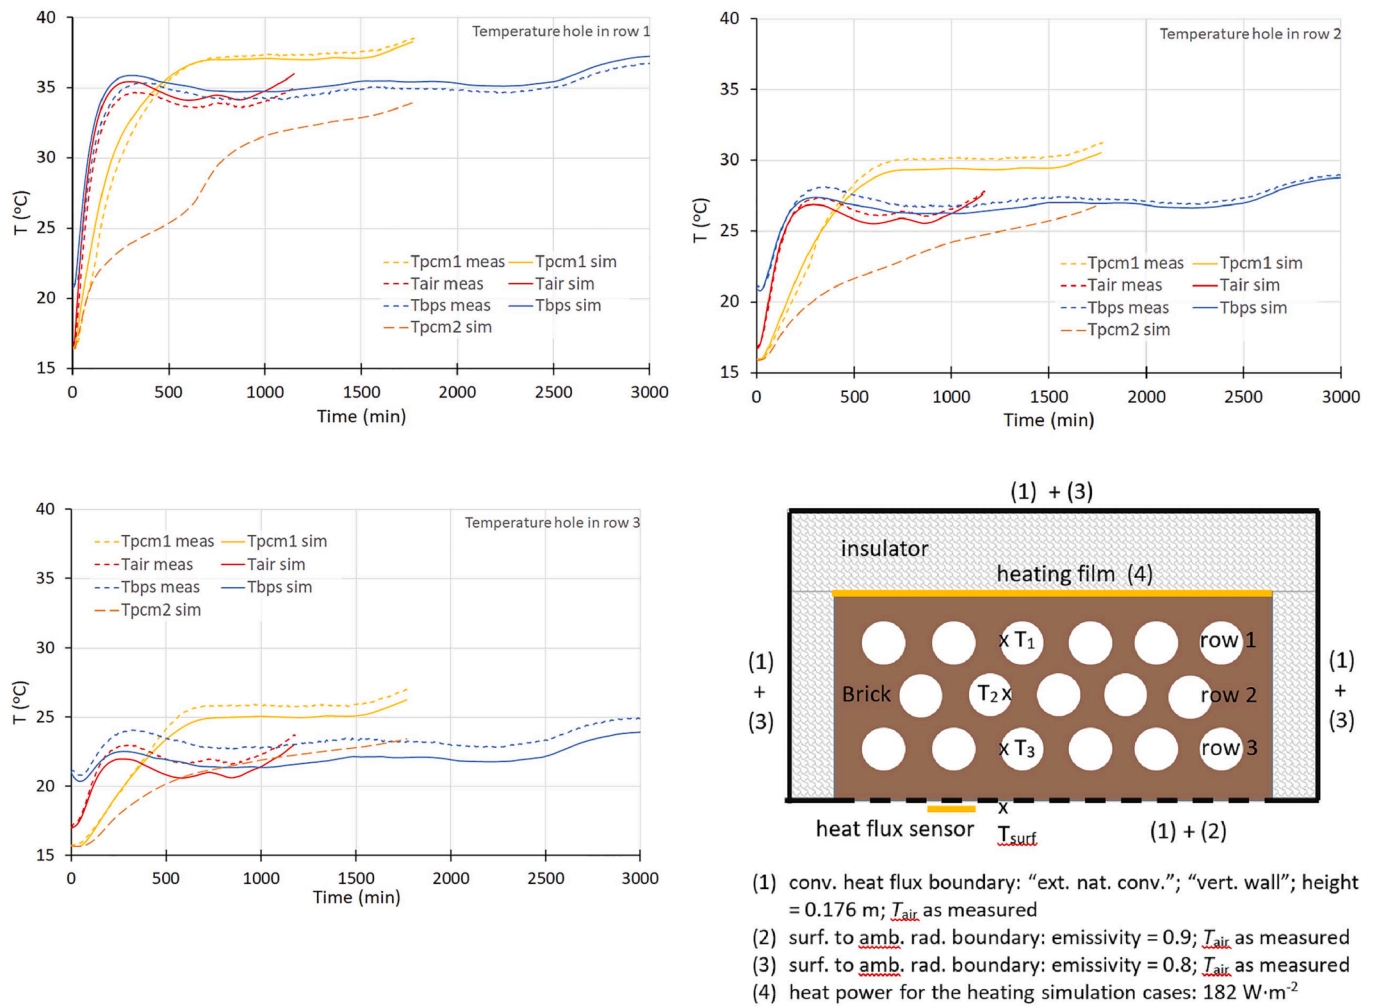 Temperature hole in row 1
40
35
30
25
20
15
T (°C)
Tpcm1 meas
Tpcm1 sim
Tair meas
Tair sim
Tbps meas
Tbps sim
Tpcm2 sim
0
500
1000
1500
2000
2500
3000
Time (min)
Temperature hole in row 2
40
35
30
25
20
15
T (°C)
Tpcm1 meas
Tpcm1 sim
Tair meas
Tair sim
Tbps meas
Tbps sim
Tpcm2 sim
0
500
1000
1500
2000
2500
3000
Time (min)
Temperature hole in row 3
40
35
30
25
20
15
T (°C)
Tpcm1 meas
Tpcm1 sim
Tair meas
Tair sim
Tbps meas
Tbps sim
Tpcm2 sim
0
500
1000
1500
2000
2500
3000
Time (min)
(1) + (3)
insulator
heating film (4)
x T₁
row 1
(1)
+
(3)
Brick
T₂x
row 2
(1)
+
(3)
x T₃
row 3
heat flux sensor
x
Tsurf
(1) + (2)
(1) conv. heat flux boundary: “ext. nat. conv.”; “vert. wall”; height
= 0.176 m; Tair as measured
(2) surf. to amb. rad. boundary: emissivity = 0.9; Tair as measured
(3) surf. to amb. rad. boundary: emissivity = 0.8; Tair as measured
(4) heat power for the heating simulation cases: 182 W·m⁻²